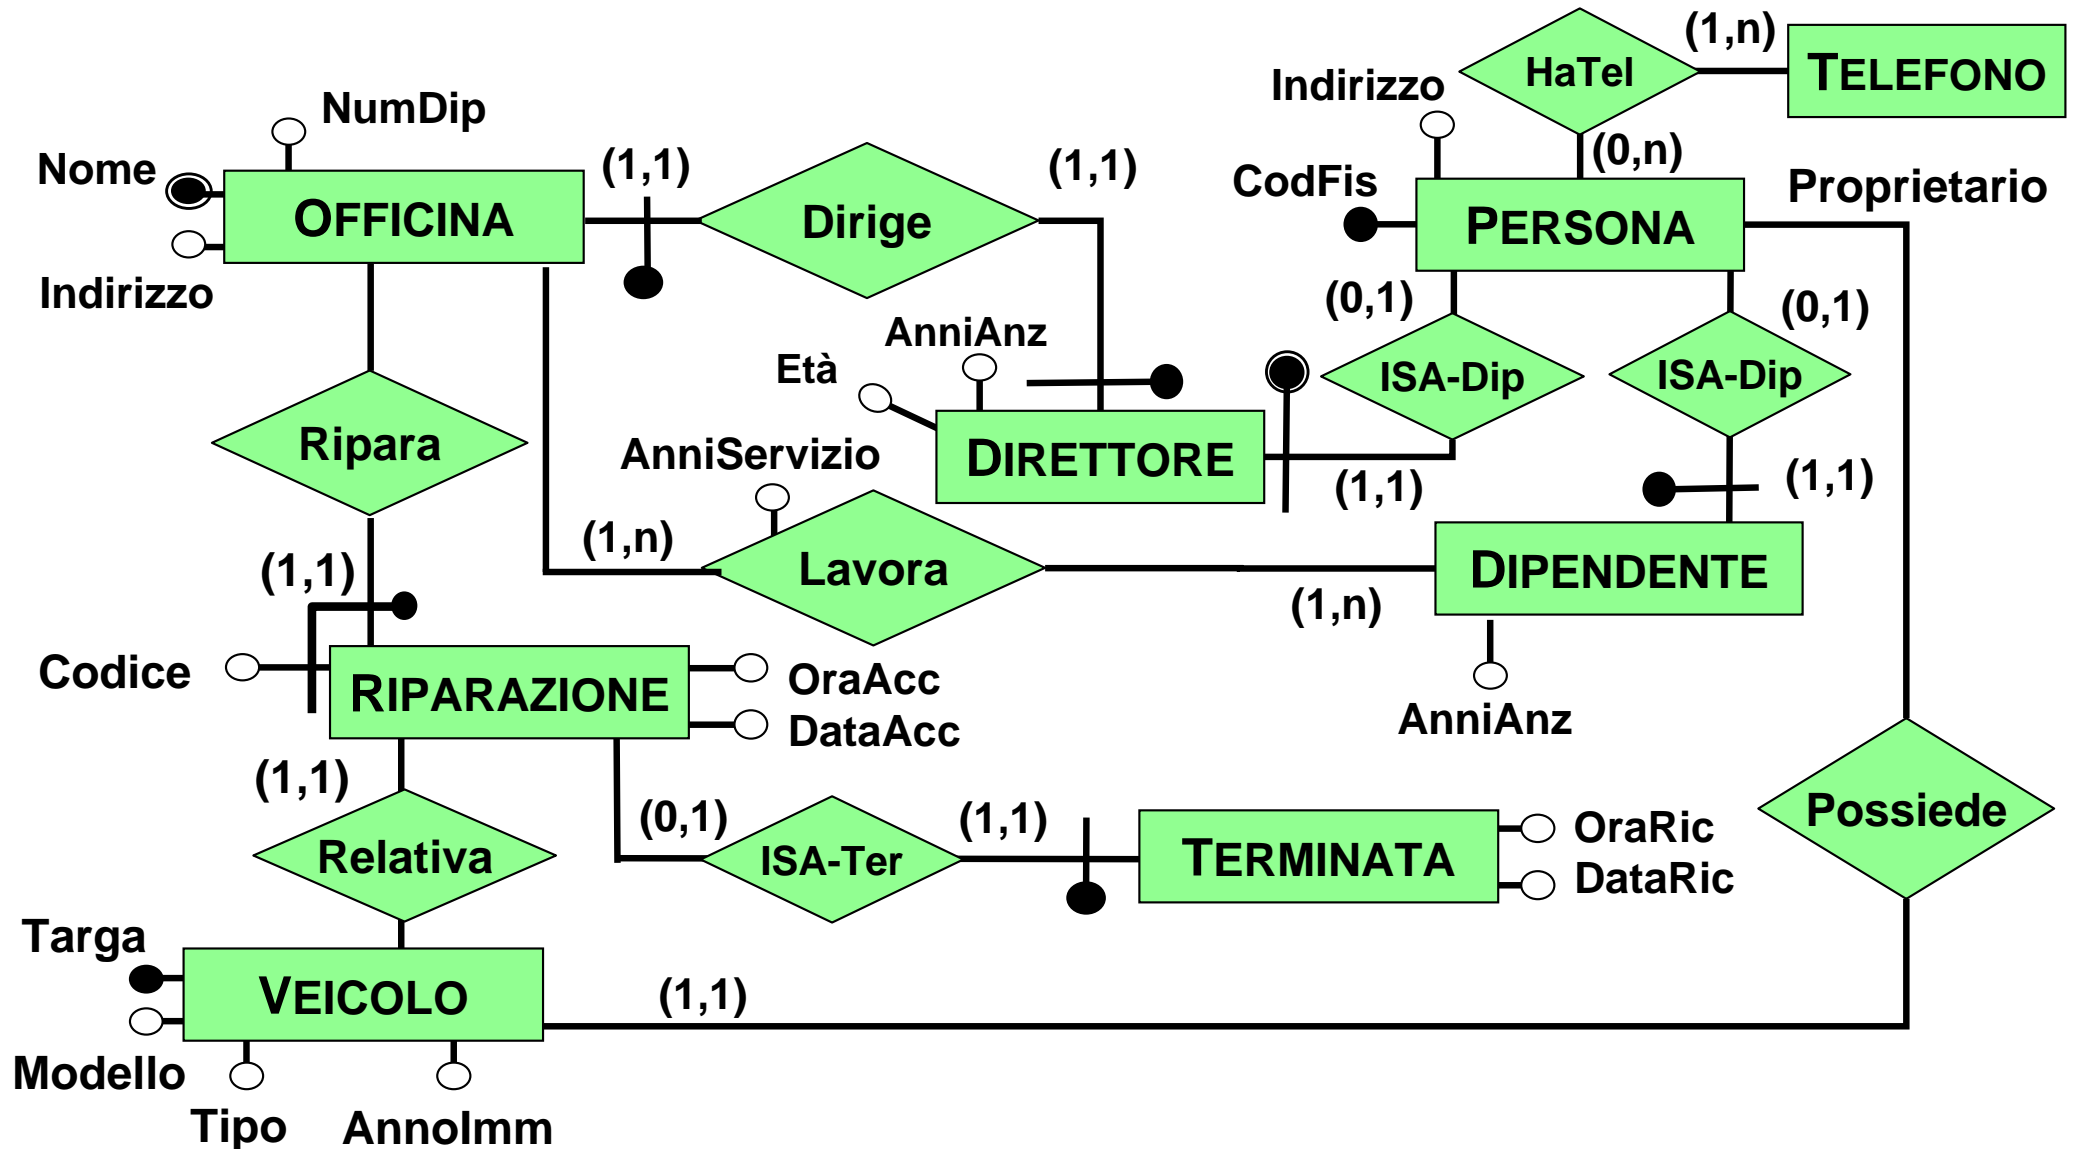 (1,n)
HaTel
TELEFONO
Indirizzo
NumDip
(0,n)
Nome
(1,1)
(1,1)
CodFis
Proprietario
OFFICINA
Dirige
PERSONA
Indirizzo
(0,1)
(0,1)
AnniAnz
Età
ISA-Dip
ISA-Dip
Ripara
AnniServizio
DIRETTORE
(1,1)
(1,1)
(1,n)
Lavora
DIPENDENTE
(1,1)
(1,n)
Codice
RIPARAZIONE
OraAcc
DataAcc
AnniAnz
(1,1)
(0,1)
(1,1)
OraRic
Possiede
Relativa
ISA-Ter
TERMINATA
DataRic
Targa
VEICOLO
(1,1)
Modello
Tipo
AnnoImm